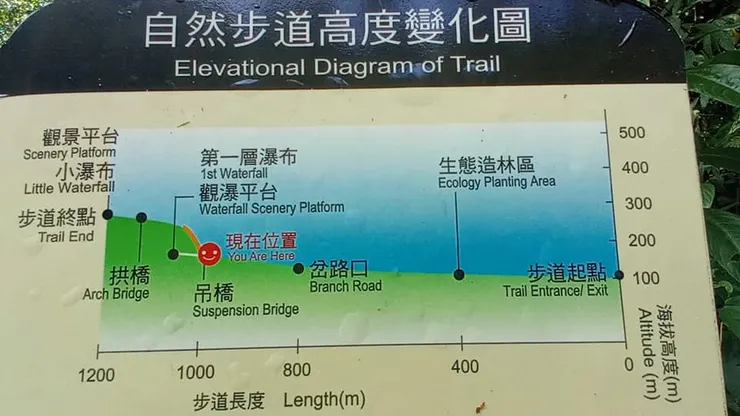 自然步道高度變化圖
Elevational Diagram of Trail
觀景平台
Scenery Platform
小瀑布
Little Waterfall
步道終點
Trail End
拱橋
Arch Bridge
第一層瀑布
1st Waterfall
觀瀑平台
Waterfall Scenery Platform
現在位置
You Are Here
吊橋
Suspension Bridge
岔路口
Branch Road
生態造林區
Ecology Planting Area
步道起點
Trail Entrance/ Exit
500
400
300
200
100
0
海拔高度(m)
Altitude (m)
1200
1000
800
400
步道長度 Length(m)